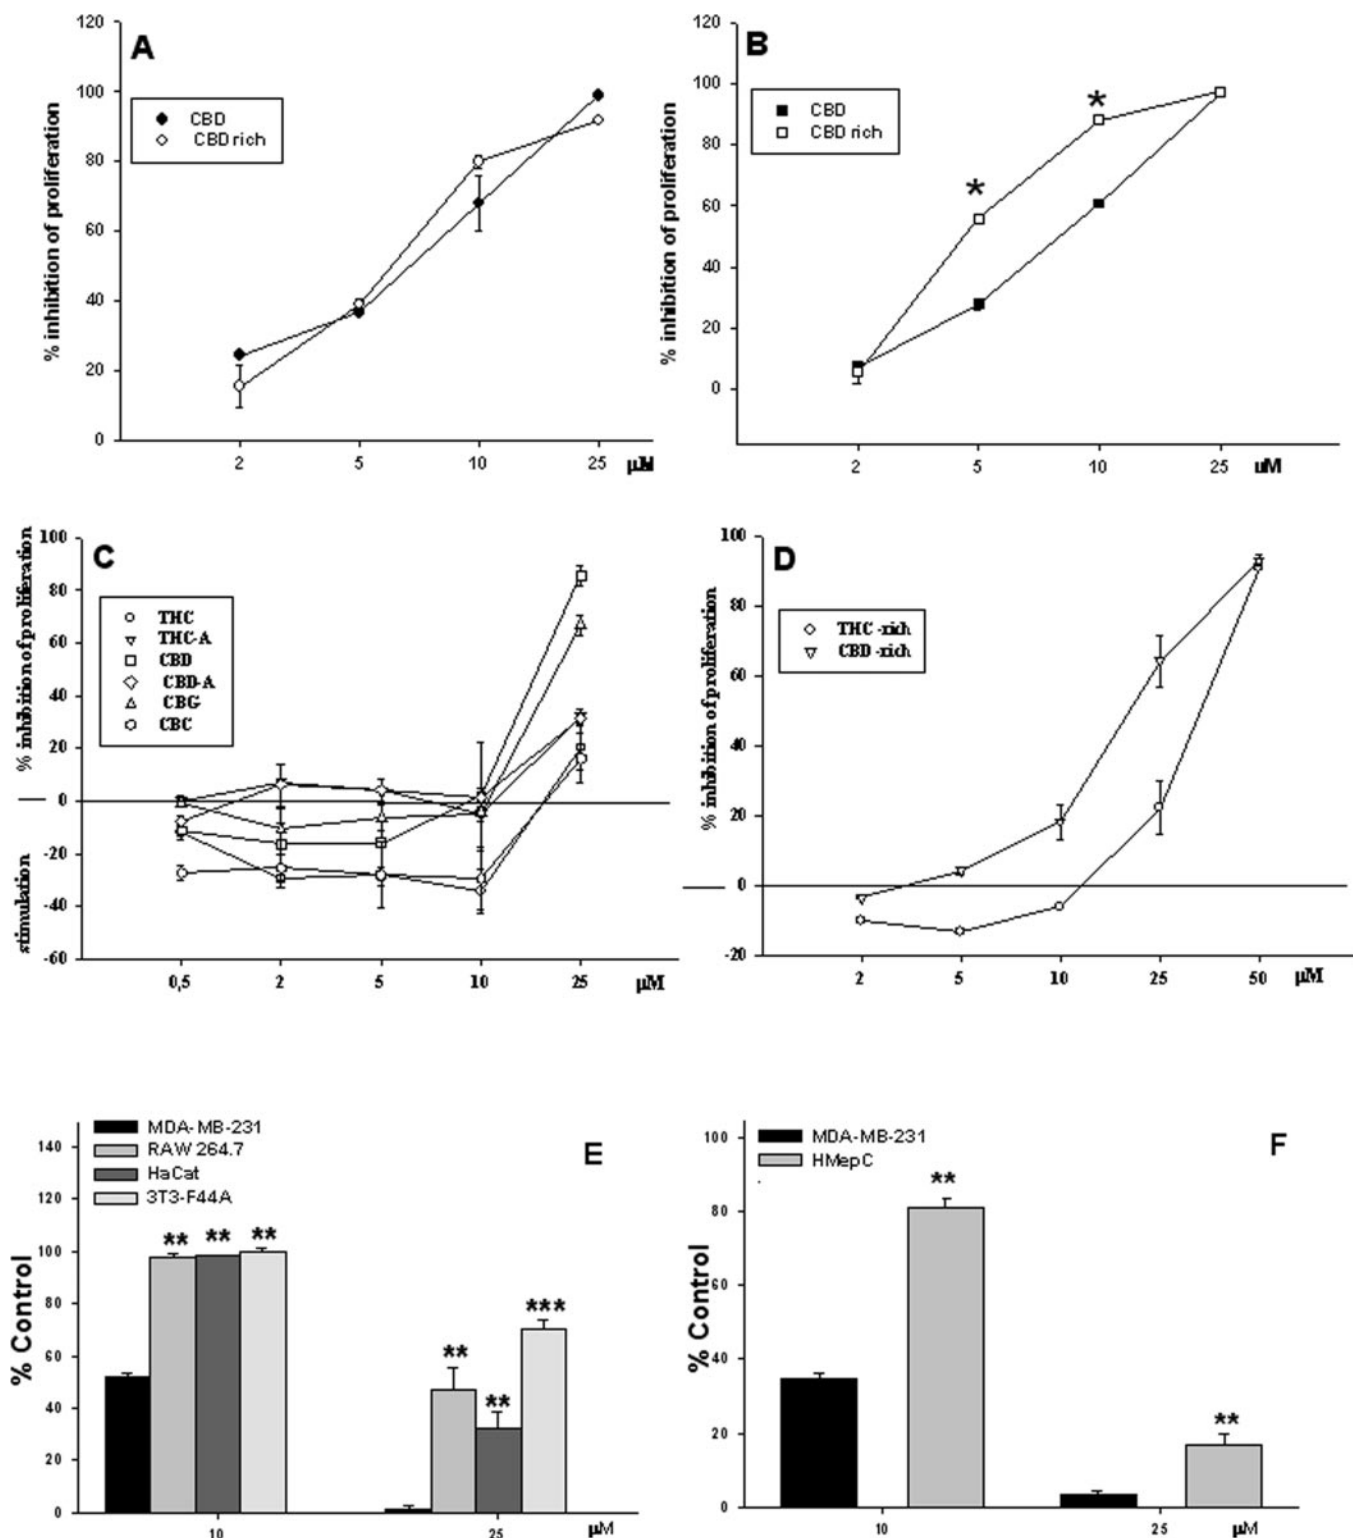 A
% inhibition of proliferation
120
100
80
60
40
20
0
CBD
CBD rich
2 5 10 25 μM
B
% inhibition of proliferation
120
100
80
60
40
20
0
CBD
CBD rich
*
*
2 5 10 25 uM
C
% inhibition of proliferation
stimulation
100
80
60
40
20
0
-20
-40
-60
THC
THC-A
CBD
CBD-A
CBG
CBC
0,5 2 5 10 25 μM
D
% inhibition of proliferation
100
80
60
40
20
0
-20
THC-rich
CBD-rich
2 5 10 25 50 μM
E
% Control
MDA-MB-231
RAW 264.7
HaCat
3T3-F44A
140
120
100
80
60
40
20
0
** ** **
** ** ***
10 25 μM
F
% Control
MDA-MB-231
HMepC
100
80
60
40
20
0
**
**
10 25 μM